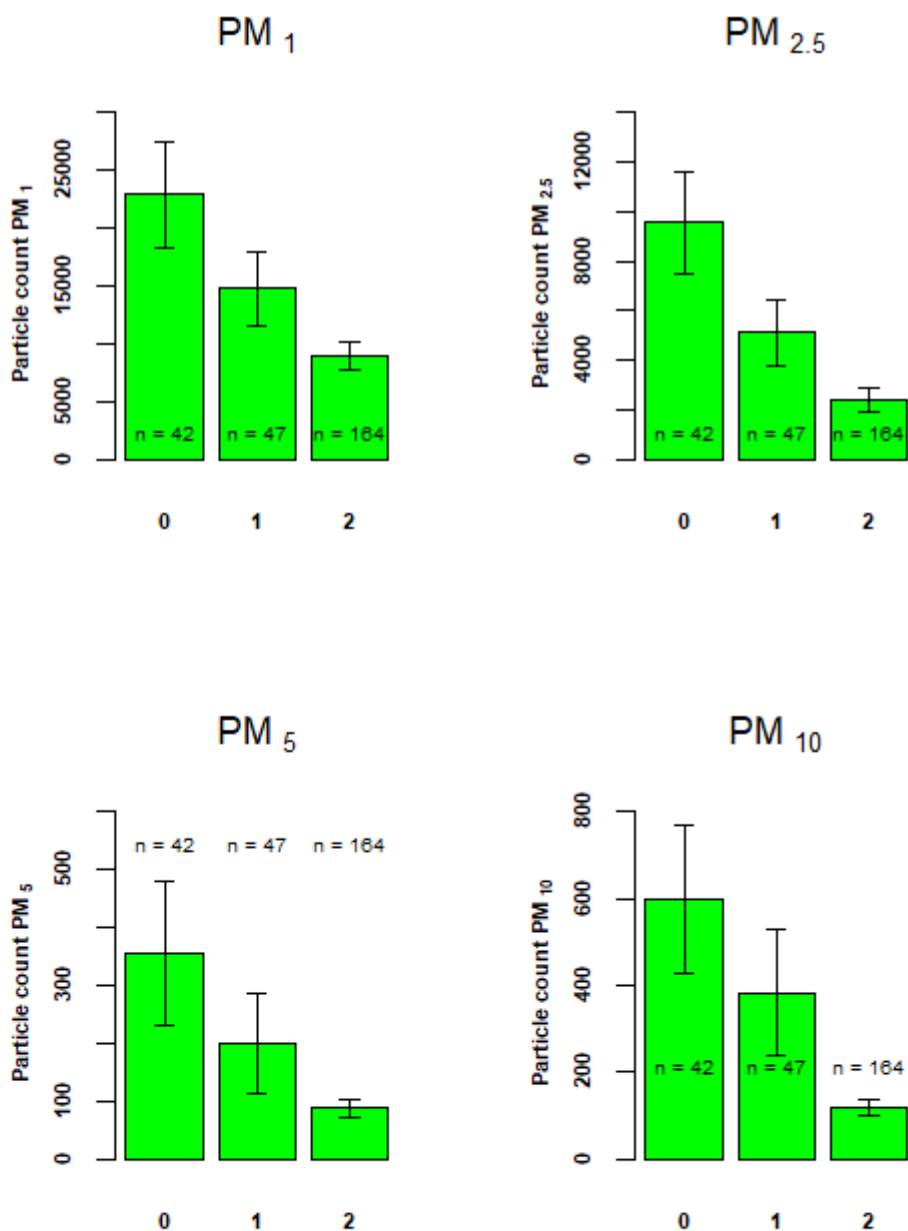 PM 1
PM 2.5
Particle count PM 1
0
5000
15000
25000
n = 42
n = 47
n = 164
0
1
2
Particle count PM 2.5
0
4000
8000
12000
n = 42
n = 47
n = 164
0
1
2
PM 5
PM 10
Particle count PM 5
0
100
300
500
n = 42
n = 47
n = 164
0
1
2
Particle count PM 10
0
200
400
600
800
n = 42
n = 47
n = 164
0
1
2